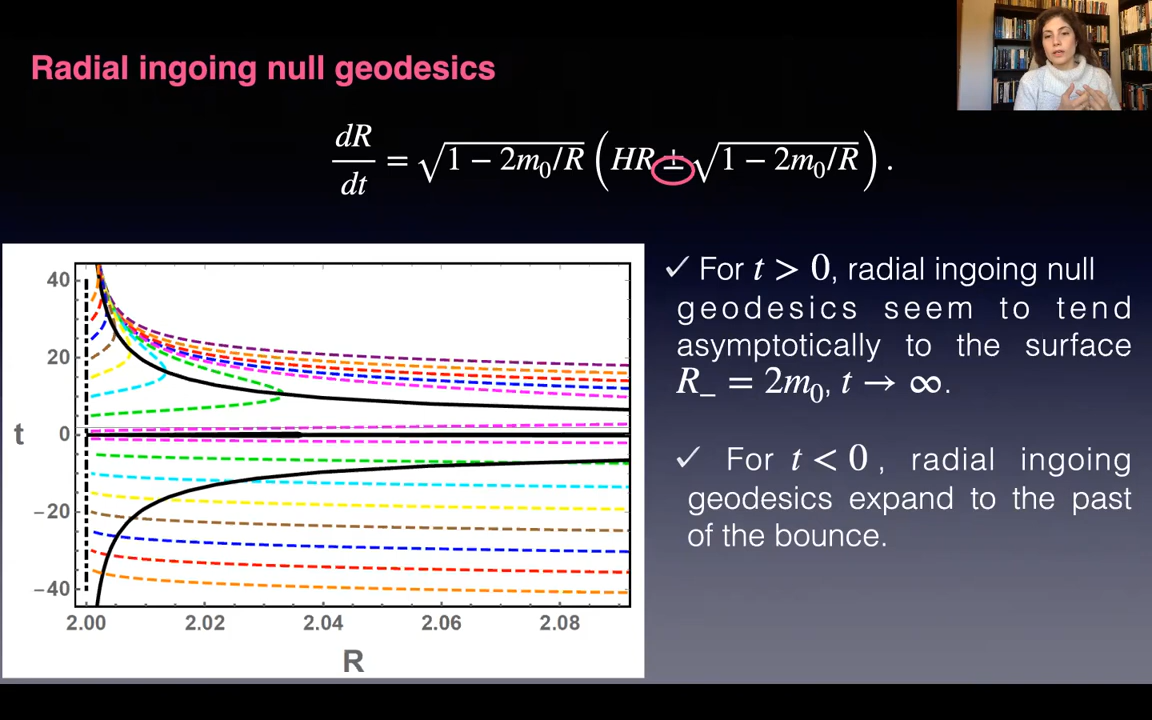 Radial ingoing null geodesics
dR/dt = √(1 − 2m₀/R) (HR ± √(1 − 2m₀/R)) .
✓ For t > 0, radial ingoing null
geodesics seem to tend
asymptotically to the surface
R₋ = 2m₀, t → ∞.
✓ For t < 0 , radial ingoing
geodesics expand to the past
of the bounce.
40
20
t 0
−20
−40
2.00 2.02 2.04 2.06 2.08
R